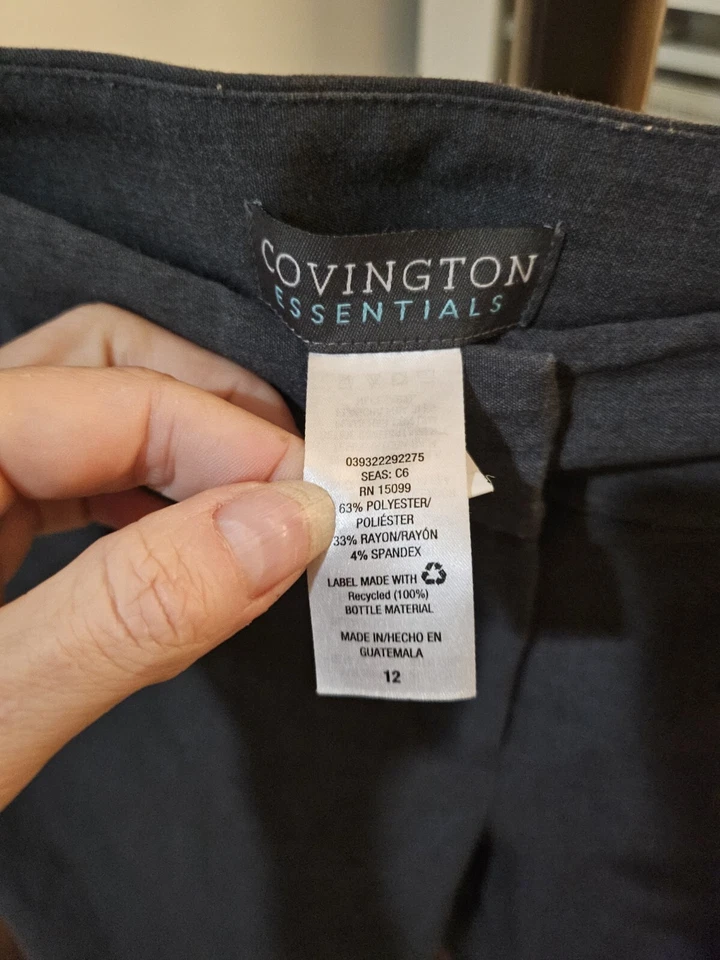 COVINGTON
ESSENTIALS
039322292275
SEAS: C6
RN 15099
63% POLYESTER/
POLIÉSTER
33% RAYON/RAYÓN
4% SPANDEX
LABEL MADE WITH
Recycled (100%)
BOTTLE MATERIAL
MADE IN/HECHO EN
GUATEMALA
12